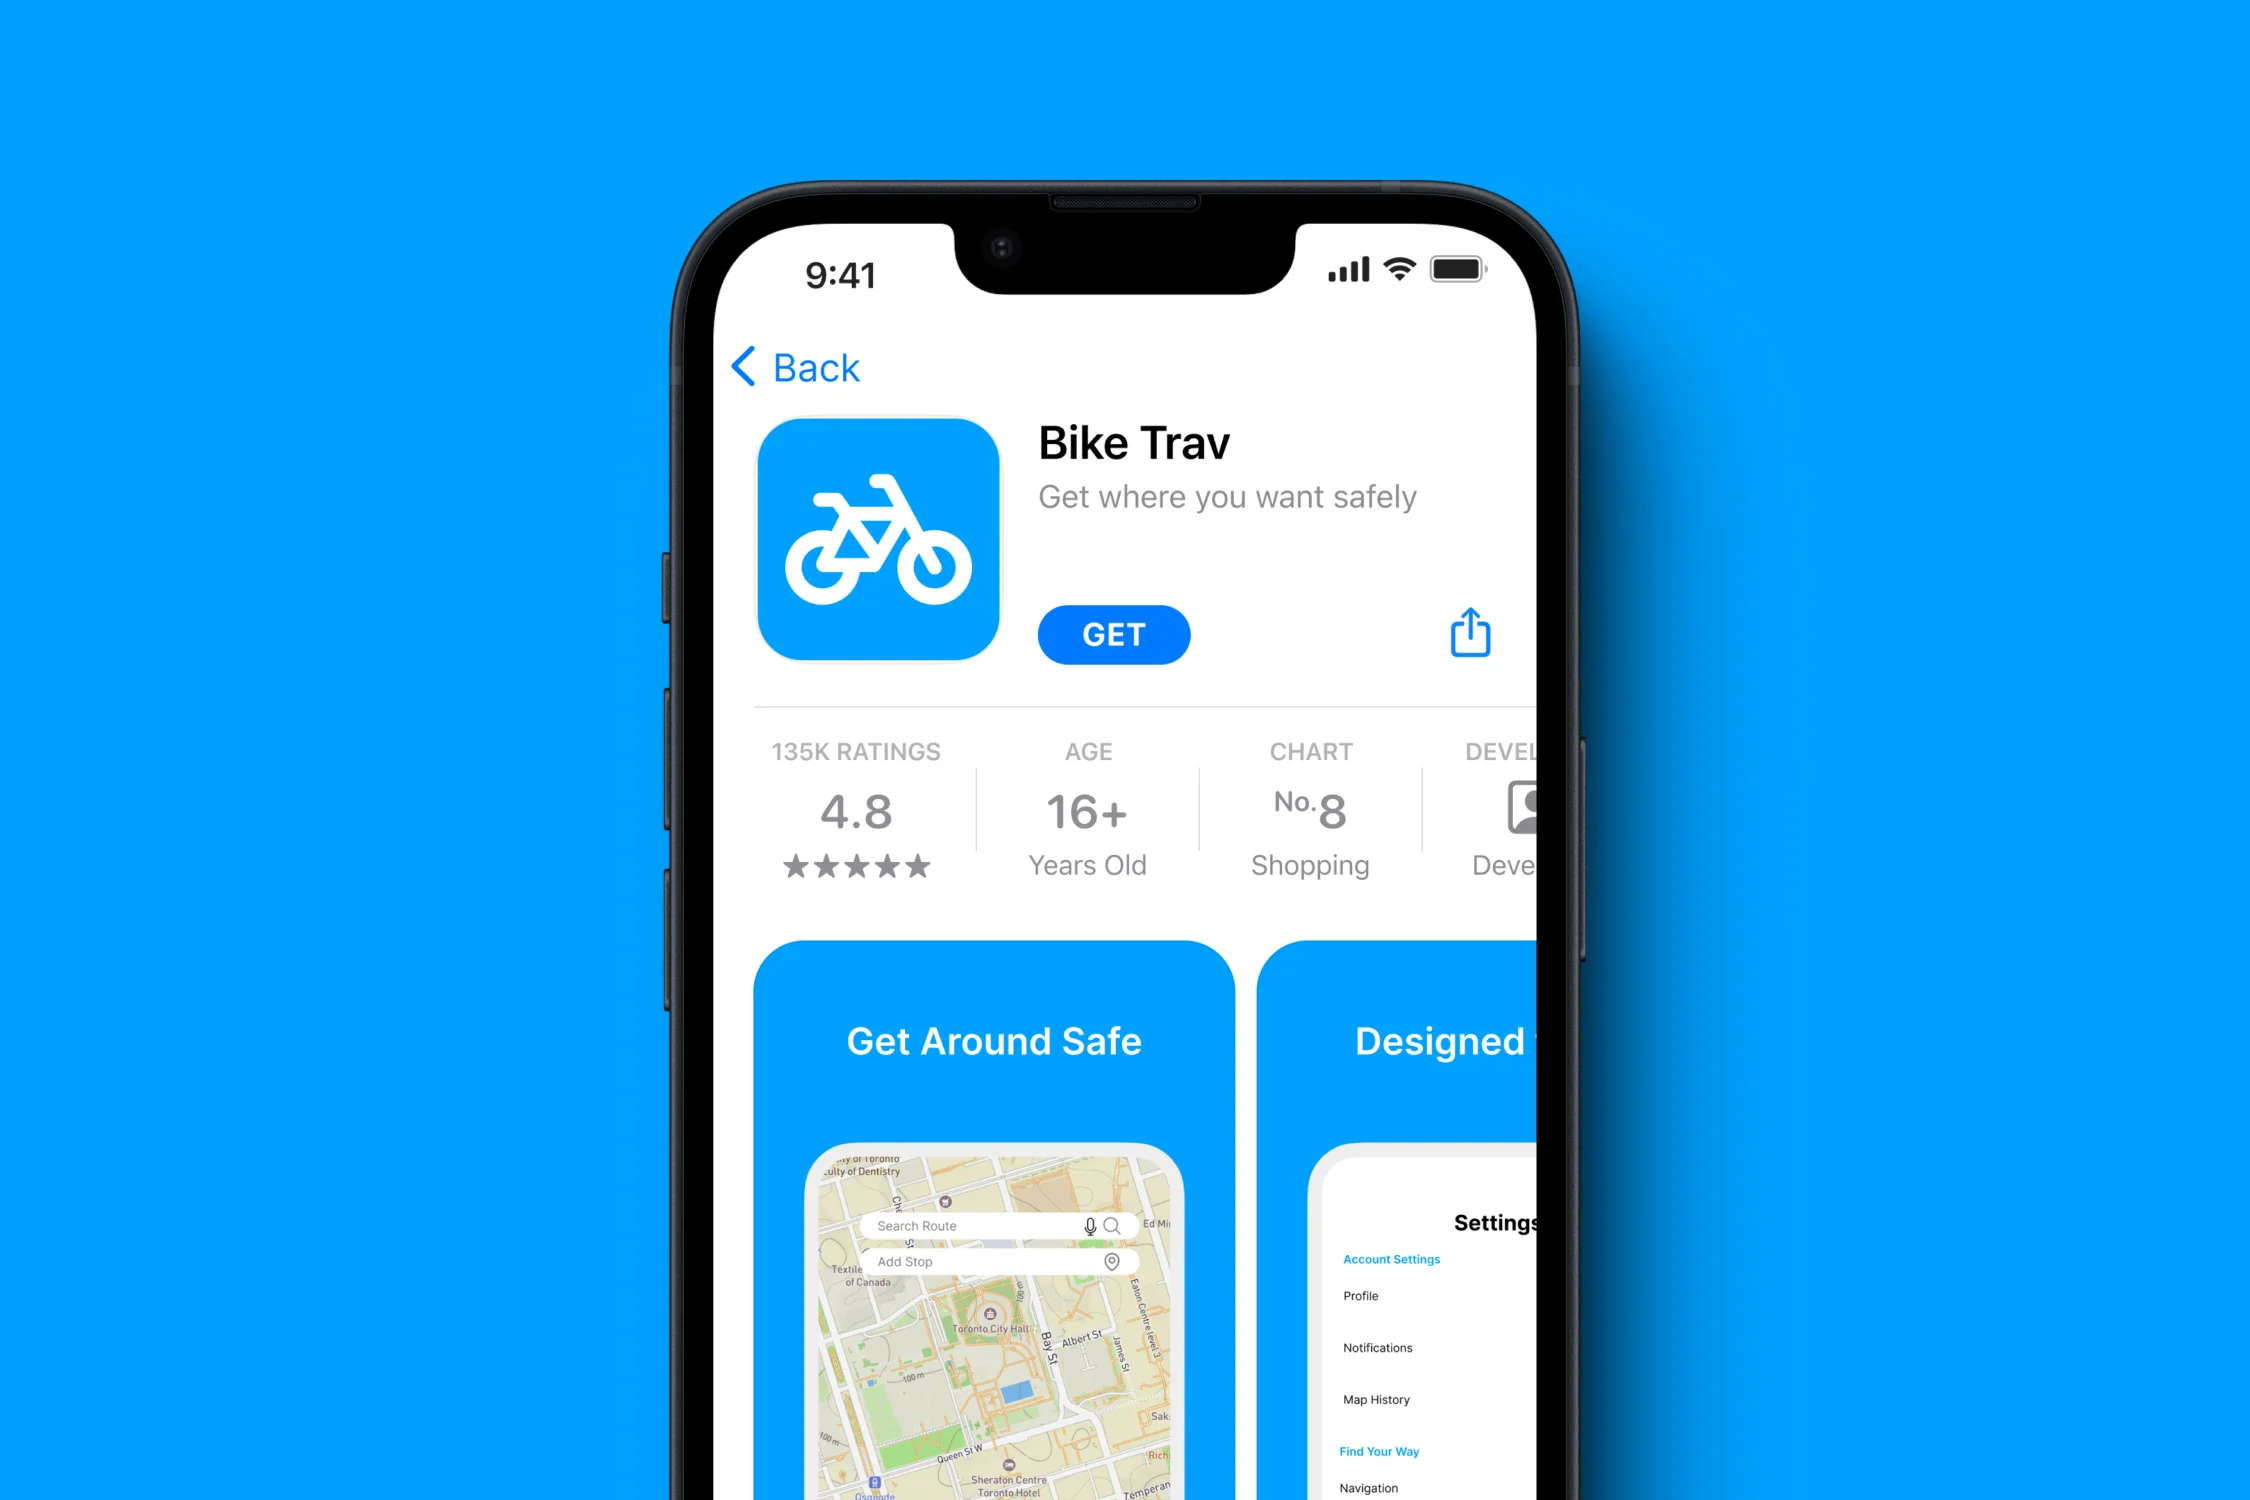 9:41
Back
Bike Trav
Get where you want safely
GET
135K RATINGS
4.8
AGE
16+
Years Old
CHART
No.8
Shopping
DEVEL
Deve
Get Around Safe
ity of Toronto
ulty of Dentistry
Search Route
Ed Mi
Add Stop
Textile
of Canada
100 m
Eaton Centre level 3
Toronto City Hall
Bay St
Albert St
James St
100 m
Sak
100 m
Queen St W
Rich
Sheraton Centre
Toronto Hotel
Temperan
Osgoode
Designed
Settings
Account Settings
Profile
Notifications
Map History
Find Your Way
Navigation